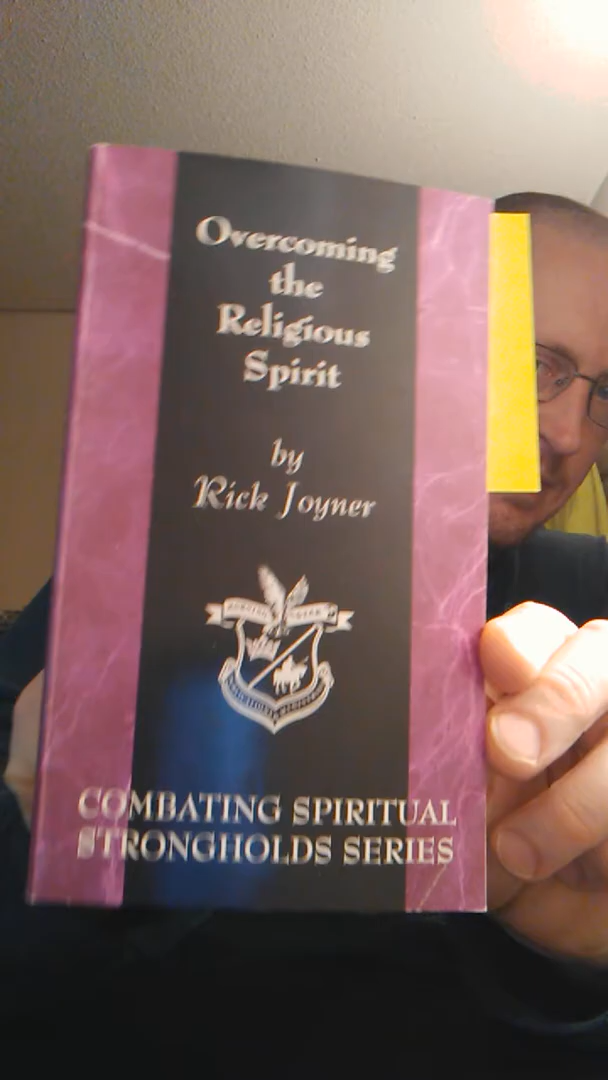 Overcoming
the
Religious
Spirit
by
Rick Joyner
COMBATING SPIRITUAL
STRONGHOLDS SERIES